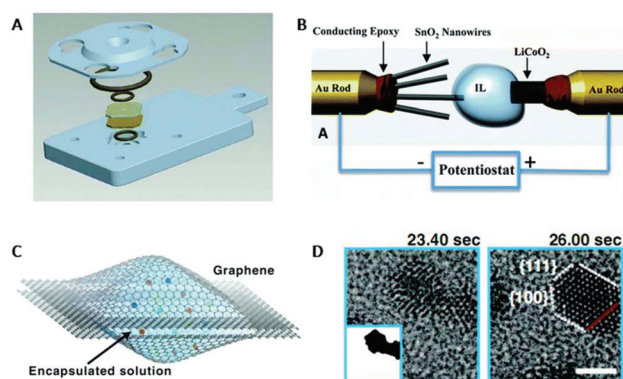 A
B
Conducting Epoxy
SnO₂ Nanowires
LiCoO₂
Au Rod
IL
Au Rod
A
-
Potentiostat
+
C
Graphene
Encapsulated solution
D
23.40 sec
26.00 sec
{111}
{100}